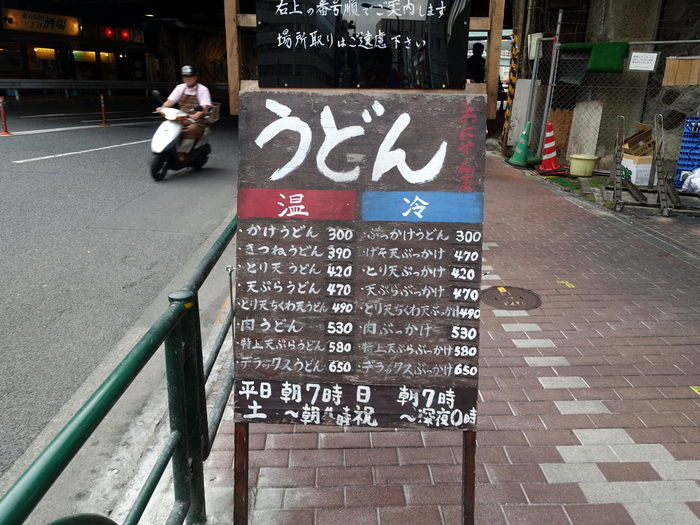 右上の番号順でご案内します
場所取りはご遠慮下さい
うどん
温 冷
・かけうどん 300 ・ぶっかけうどん 300
・きつねうどん 390 ・げそ天ぶっかけ 470
・とり天うどん 420 ・とり天ぶっかけ 420
・天ぷらうどん 470 ・天ぷらぶっかけ 470
・とり天ちくわ天うどん 490 ・とり天ちくわ天ぶっかけ 490
・肉うどん 530 ・肉ぶっかけ 530
・特上天ぷらうどん 580 ・特上天ぷらぶっかけ 580
・デラックスうどん 650 ・デラックスぶっかけ 650
平日 朝7時 日 朝7時
土 〜朝 時 祝 〜深夜0時
酒場